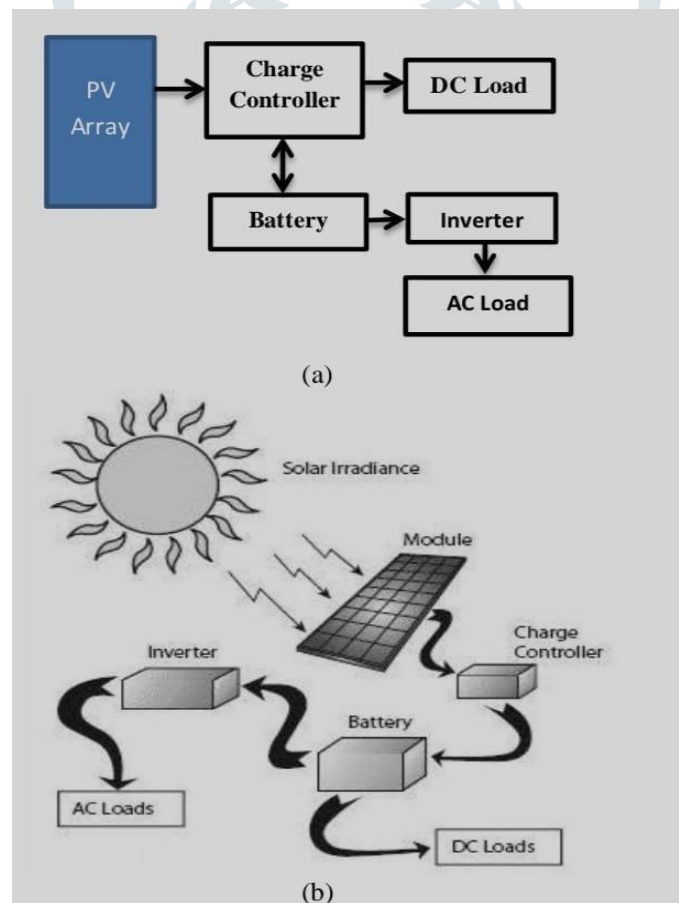 PV
Array
Charge
Controller
DC Load
Battery
Inverter
AC Load
(a)
Solar Irradiance
Module
Charge
Controller
Inverter
Battery
AC Loads
DC Loads
(b)